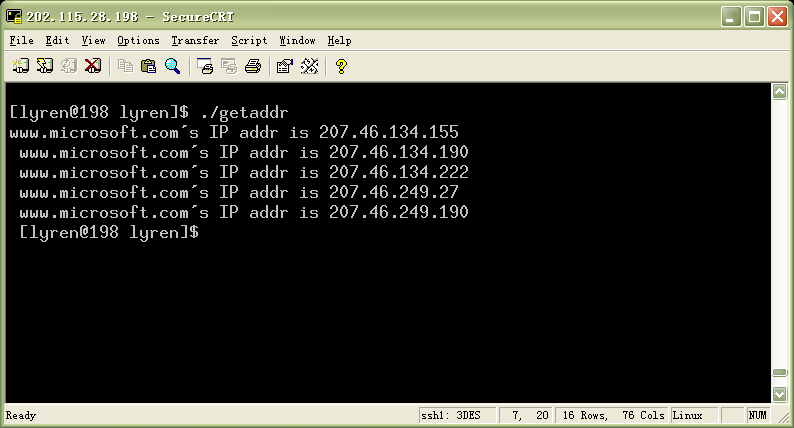 202.115.28.198 - SecureCRT
File Edit View Options Transfer Script Window Help
[lyren@198 lyren]$ ./getaddr
www.microsoft.com´s IP addr is 207.46.134.155
www.microsoft.com´s IP addr is 207.46.134.190
www.microsoft.com´s IP addr is 207.46.134.222
www.microsoft.com´s IP addr is 207.46.249.27
www.microsoft.com´s IP addr is 207.46.249.190
[lyren@198 lyren]$
Ready ssh1: 3DES 7, 20 16 Rows, 76 Cols Linux NUM